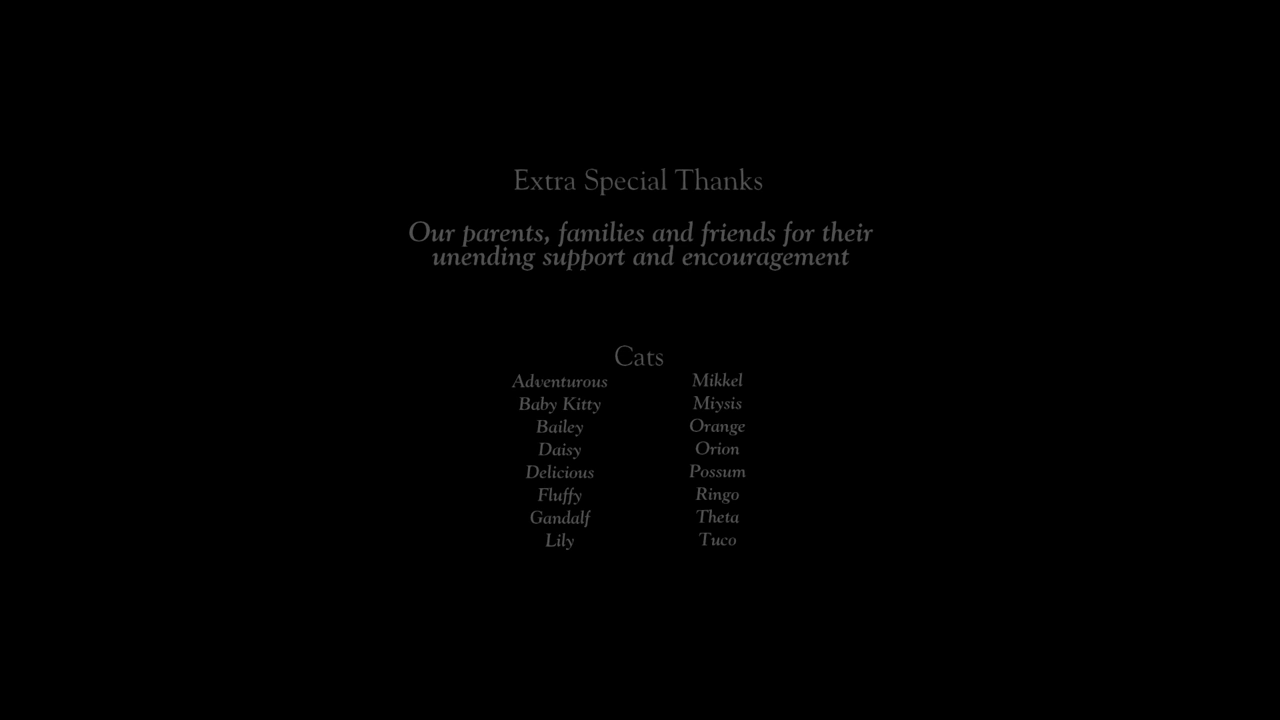 Extra Special Thanks
Our parents, families and friends for their
unending support and encouragement
Cats
Adventurous
Baby Kitty
Bailey
Daisy
Delicious
Fluffy
Gandalf
Lily
Mikkel
Miysis
Orange
Orion
Possum
Ringo
Theta
Tuco